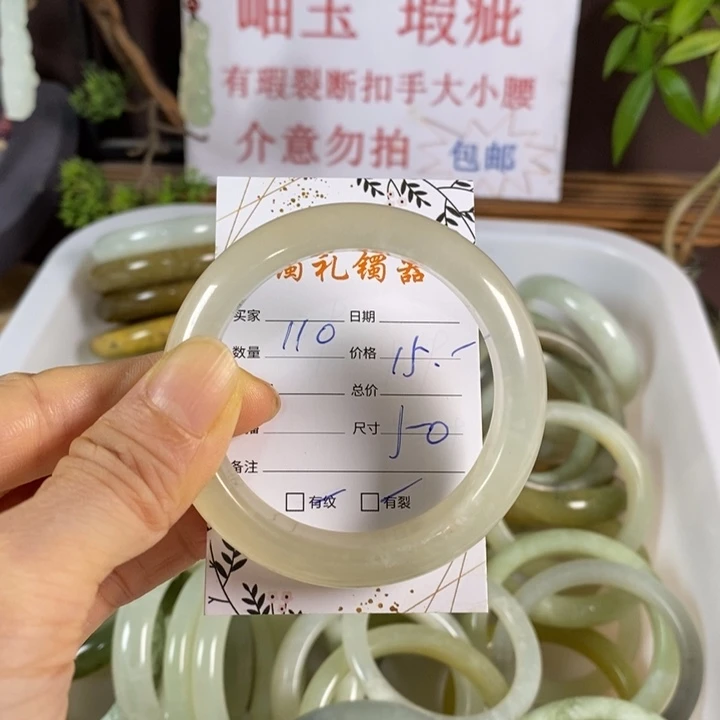 岫玉 瑕疵
有瑕裂断扣手大小腰
介意勿拍 包邮
礼镯器
买家 日期
数量 110 价格 15.-
总价
尺寸 50
备注
有纹 有裂